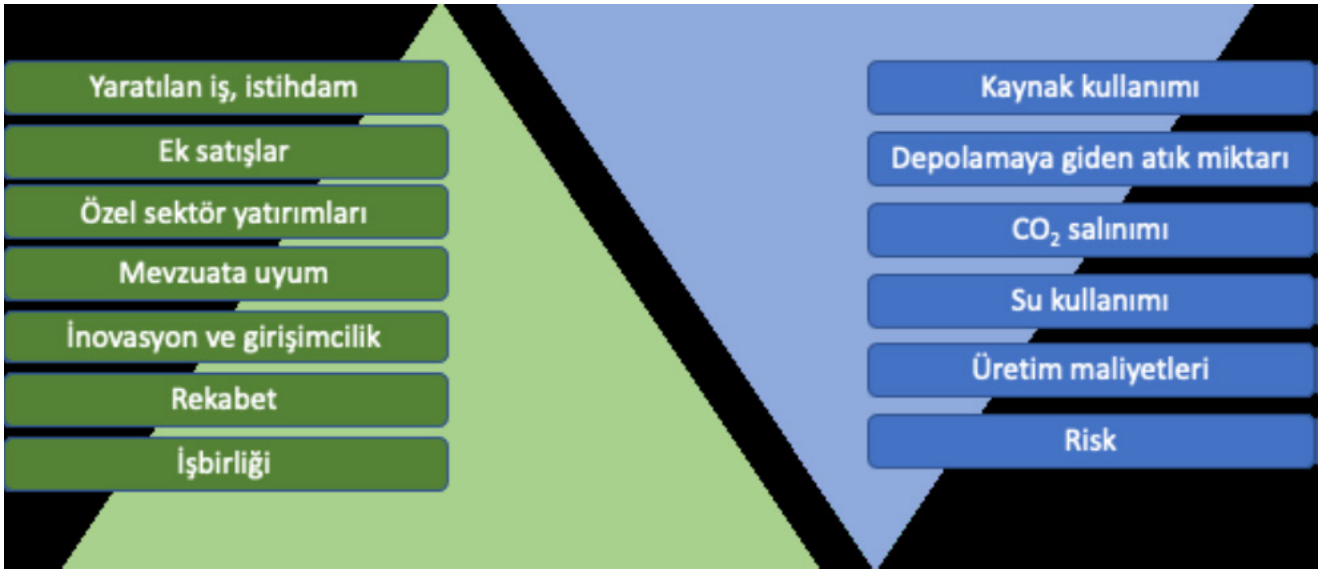 Yaratılan iş, istihdam
Ek satışlar
Özel sektör yatırımları
Mevzuata uyum
İnovasyon ve girişimcilik
Rekabet
İşbirliği
Kaynak kullanımı
Depolamaya giden atık miktarı
CO₂ salınımı
Su kullanımı
Üretim maliyetleri
Risk